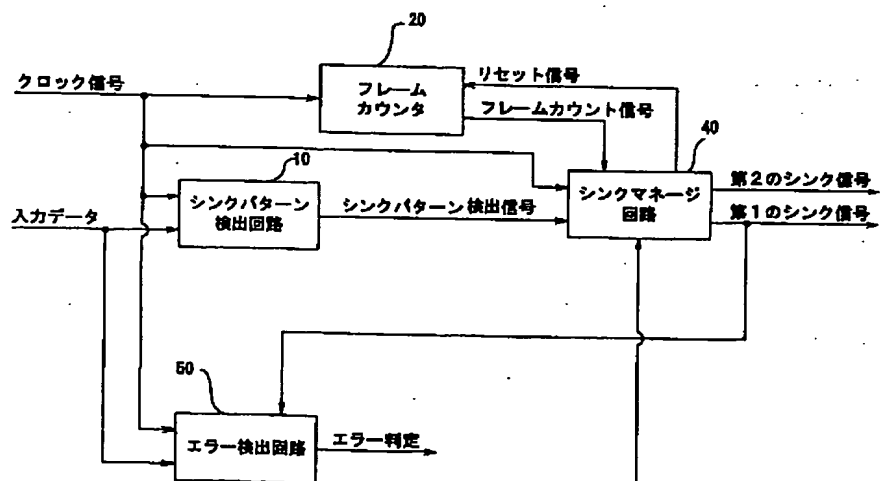 20
クロック信号
フレーム
カウンタ
リセット信号
フレームカウント信号
40
10
シンクパターン
検出回路
シンクパターン検出信号
シンクマネージ
回路
第2のシンク信号
第1のシンク信号
入力データ
50
エラー検出回路
エラー判定